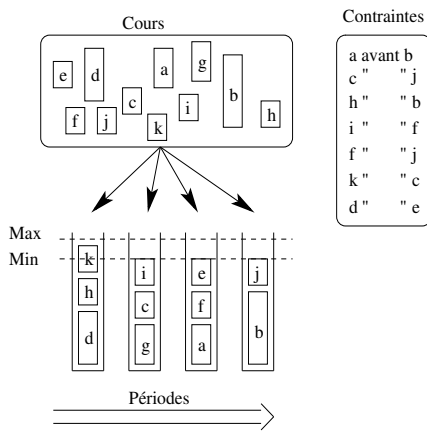 Cours
e
d
a
g
b
c
i
f
j
k
h
Contraintes
a avant b
c " " j
h " " b
i " " f
f " " j
k " " c
d " " e
Max
Min
k
h
d
i
c
g
e
f
a
j
b
Périodes